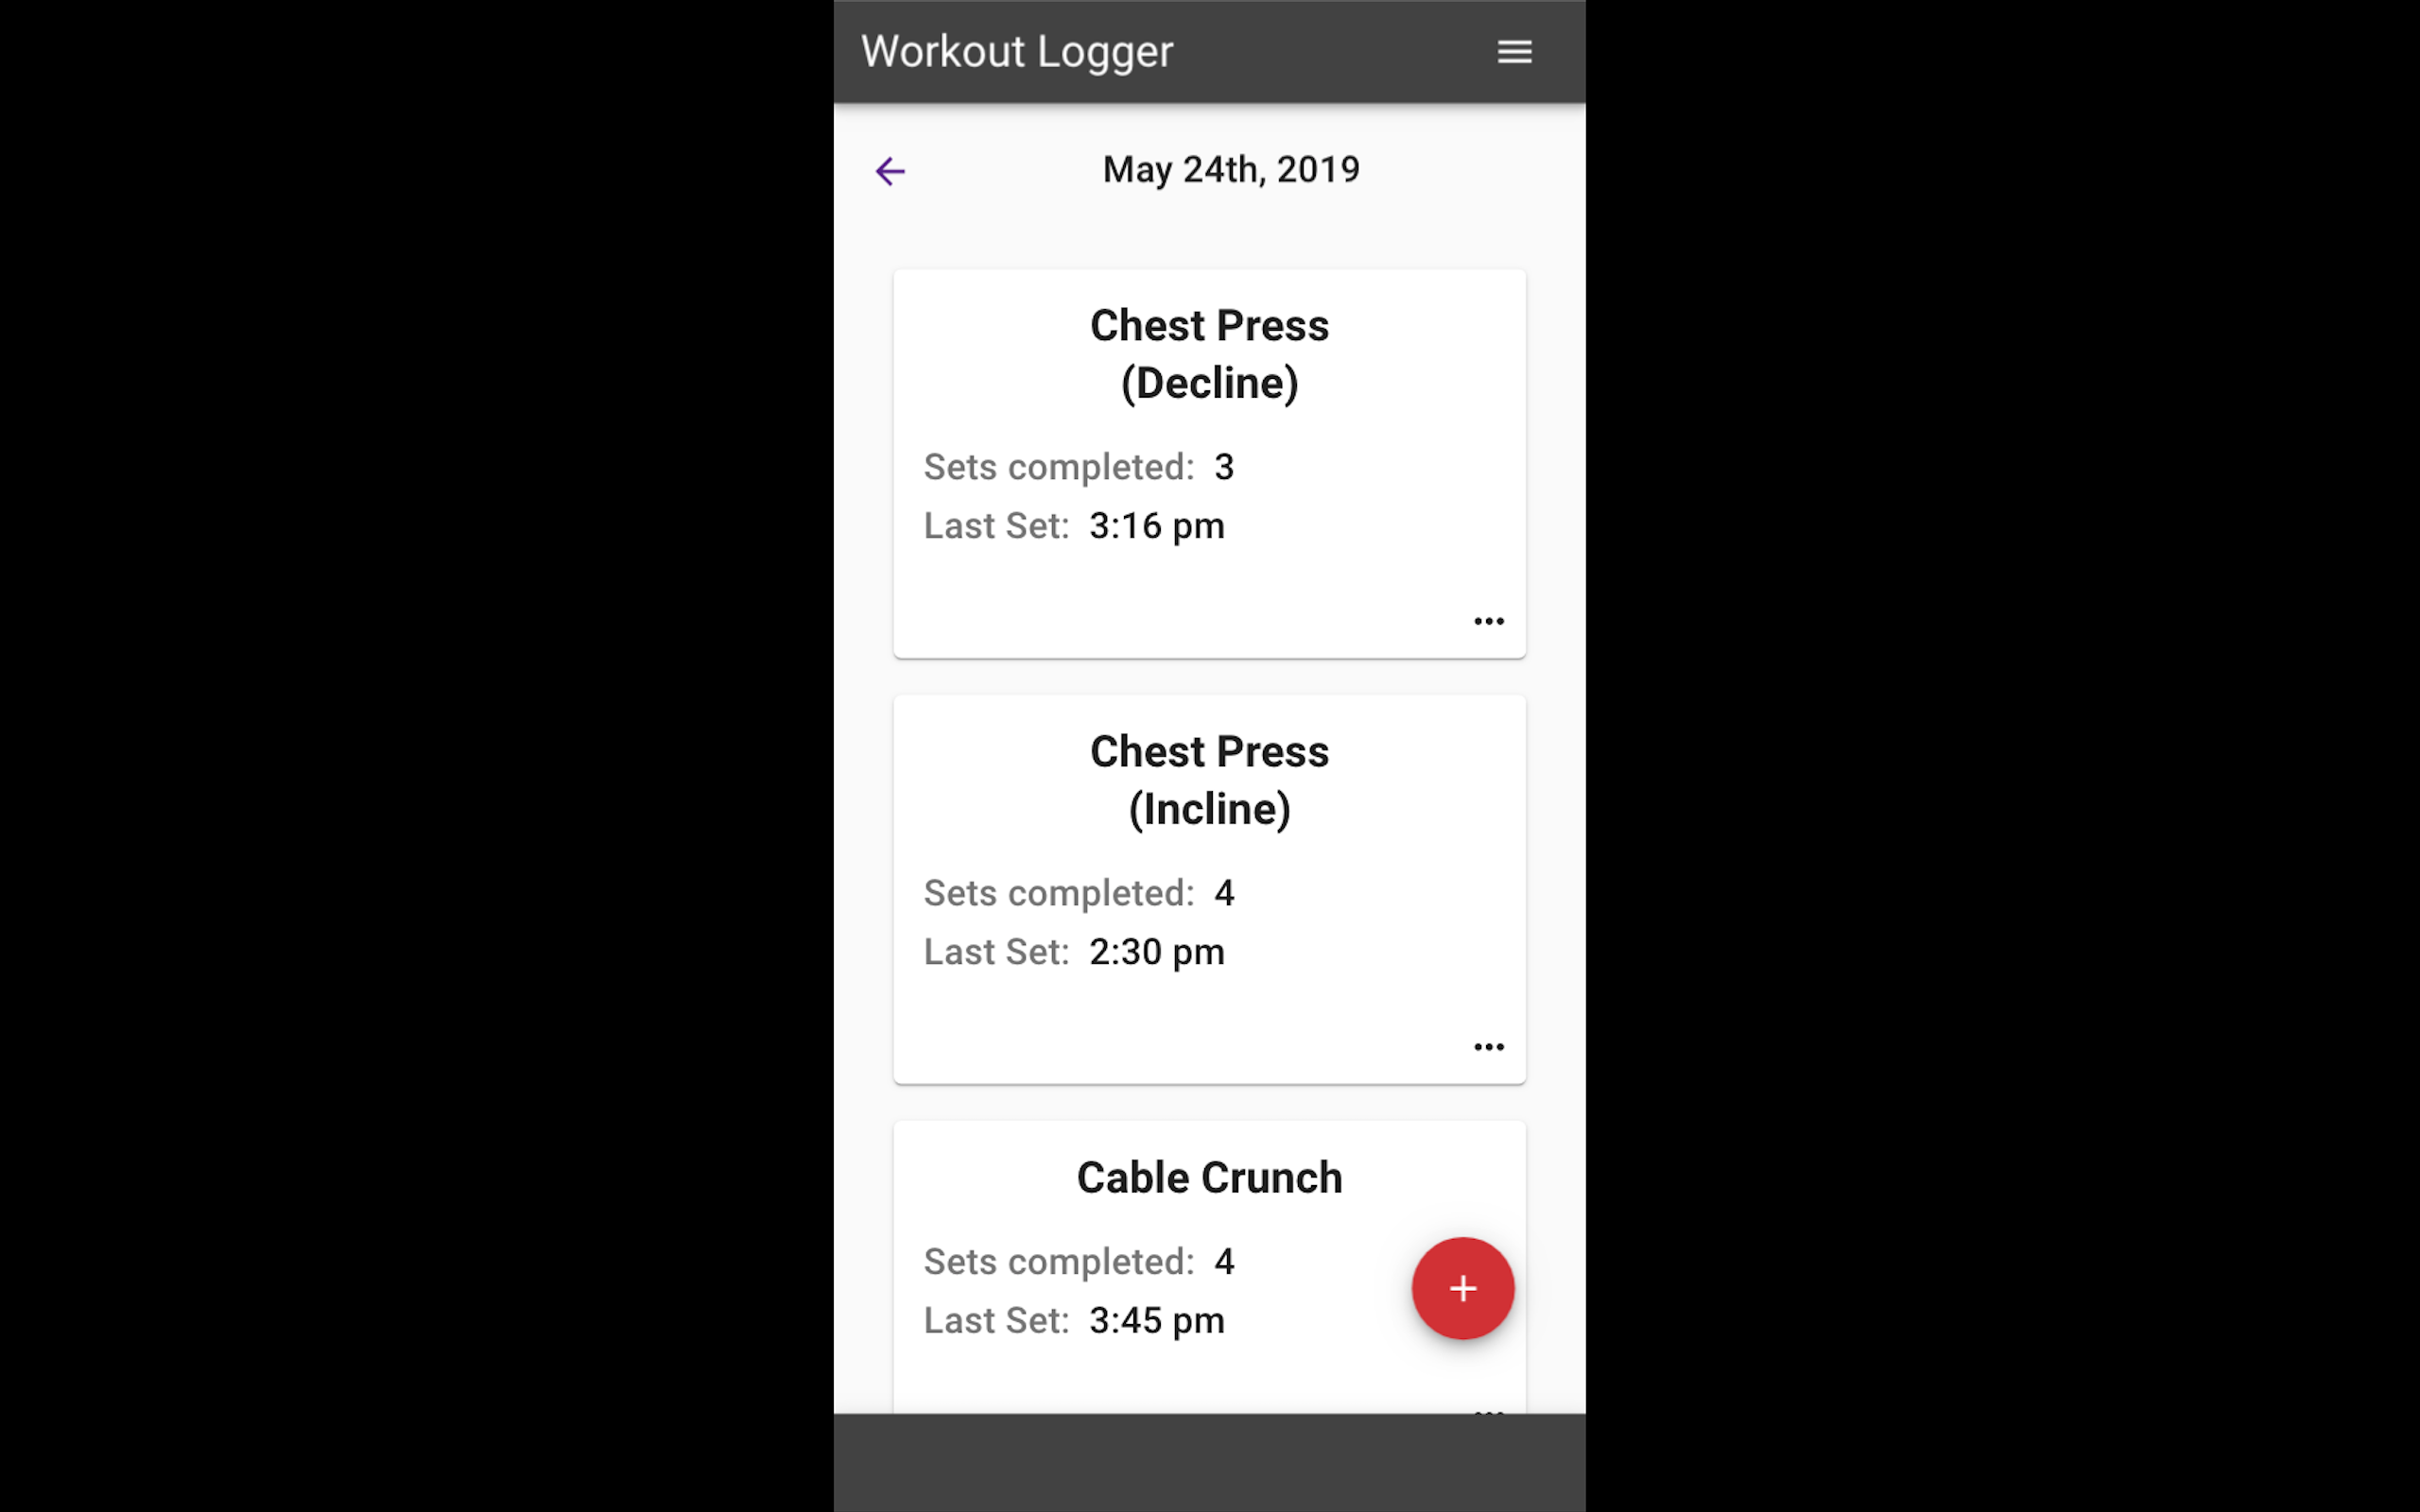 Workout Logger
May 24th, 2019
Chest Press
(Decline)
Sets completed: 3
Last Set: 3:16 pm
Chest Press
(Incline)
Sets completed: 4
Last Set: 2:30 pm
Cable Crunch
Sets completed: 4
Last Set: 3:45 pm